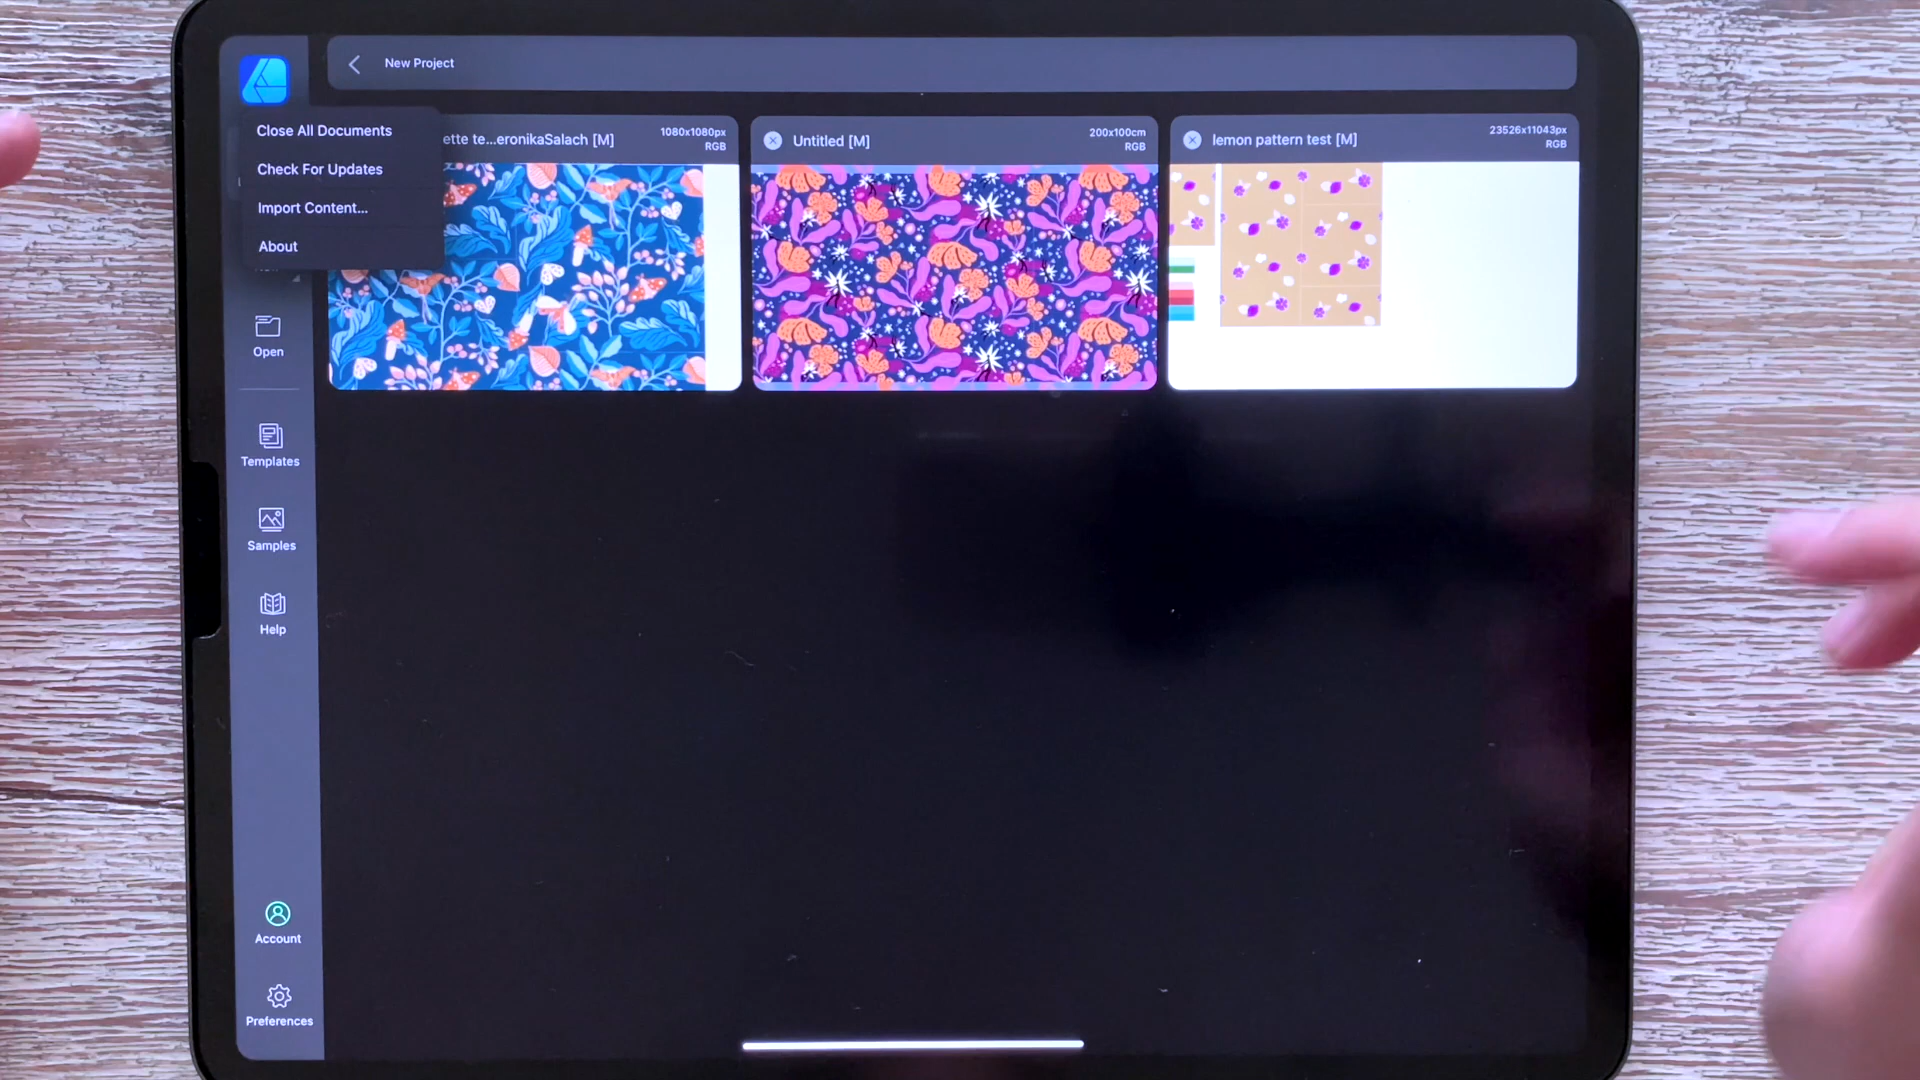 New Project
Close All Documents
Check For Updates
Import Content...
About
ette te...eronikaSalach [M]
1080x1080px
RGB
Untitled [M]
200x100cm
RGB
lemon pattern test [M]
23526x11043px
RGB
Open
Templates
Samples
Help
Account
Preferences